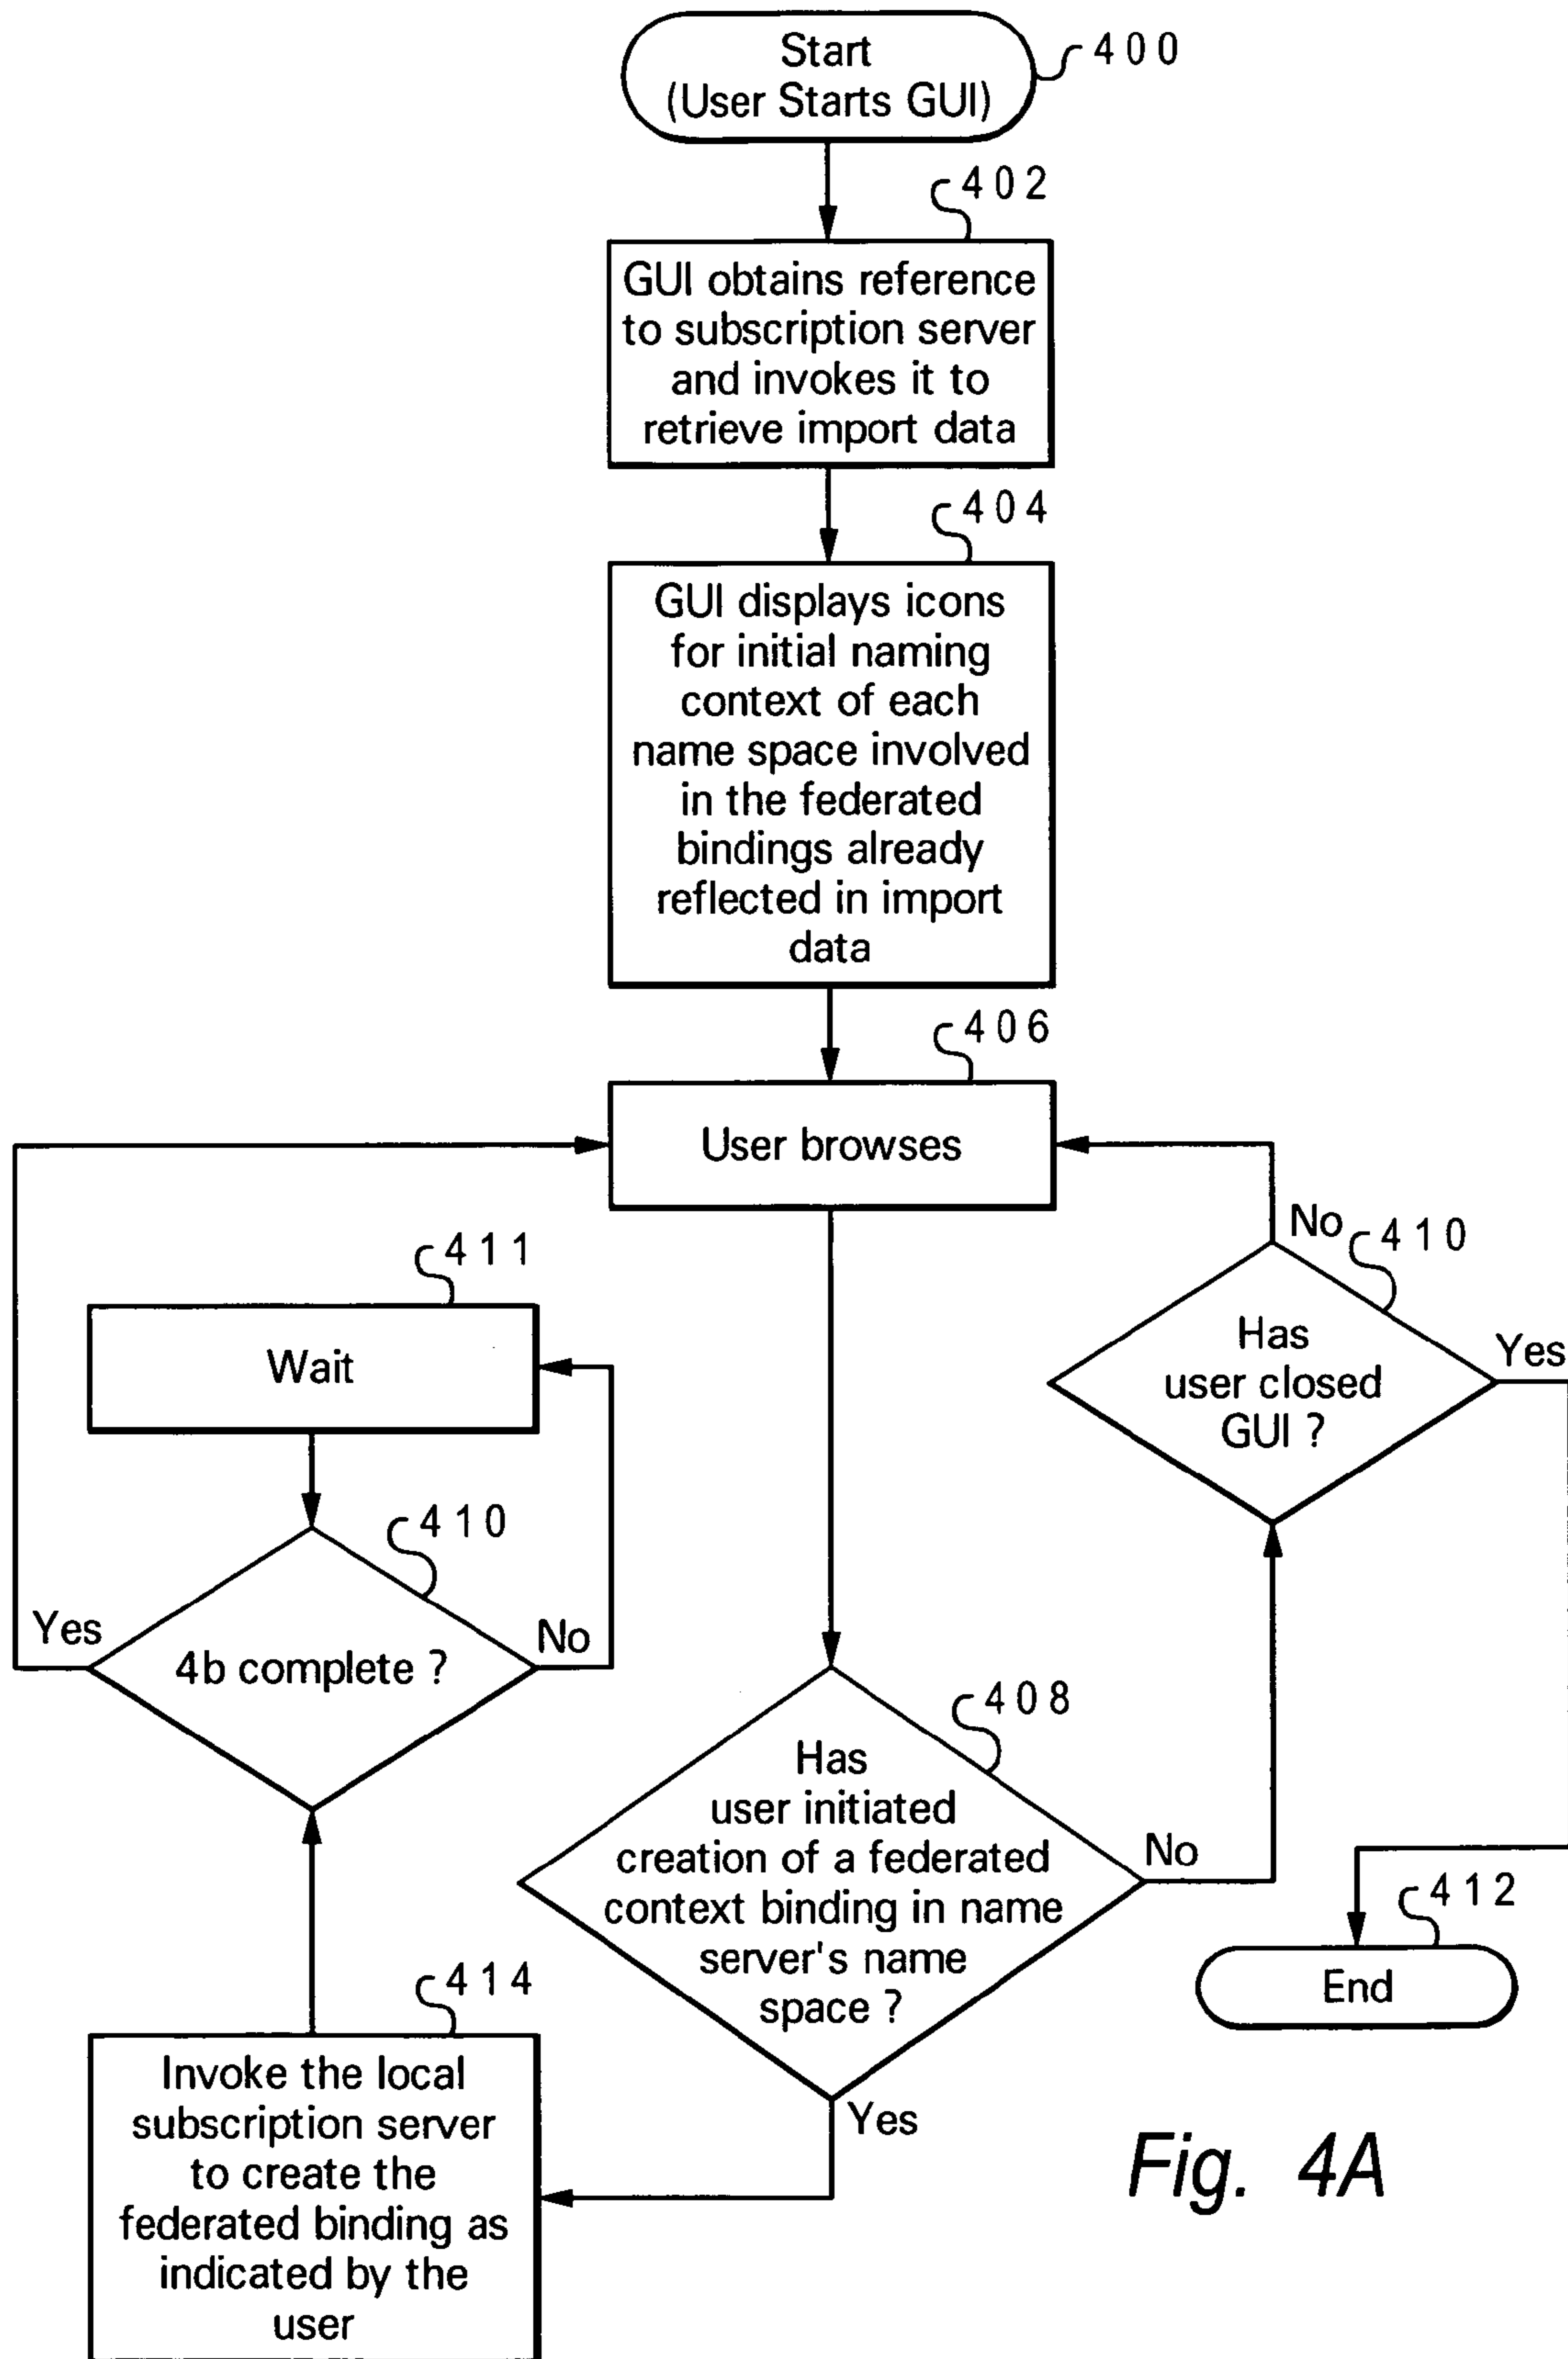 Start
(User Starts GUI)
400
402
GUI obtains reference
to subscription server
and invokes it to
retrieve import data
404
GUI displays icons
for initial naming
context of each
name space involved
in the federated
bindings already
reflected in import
data
406
User browses
411
Wait
410
4b complete ?
Yes
No
No
410
Has
user closed
GUI ?
Yes
408
Has
user initiated
creation of a federated
context binding in name
server's name
space ?
No
Yes
412
End
414
Invoke the local
subscription server
to create the
federated binding as
indicated by the
user
Fig. 4A